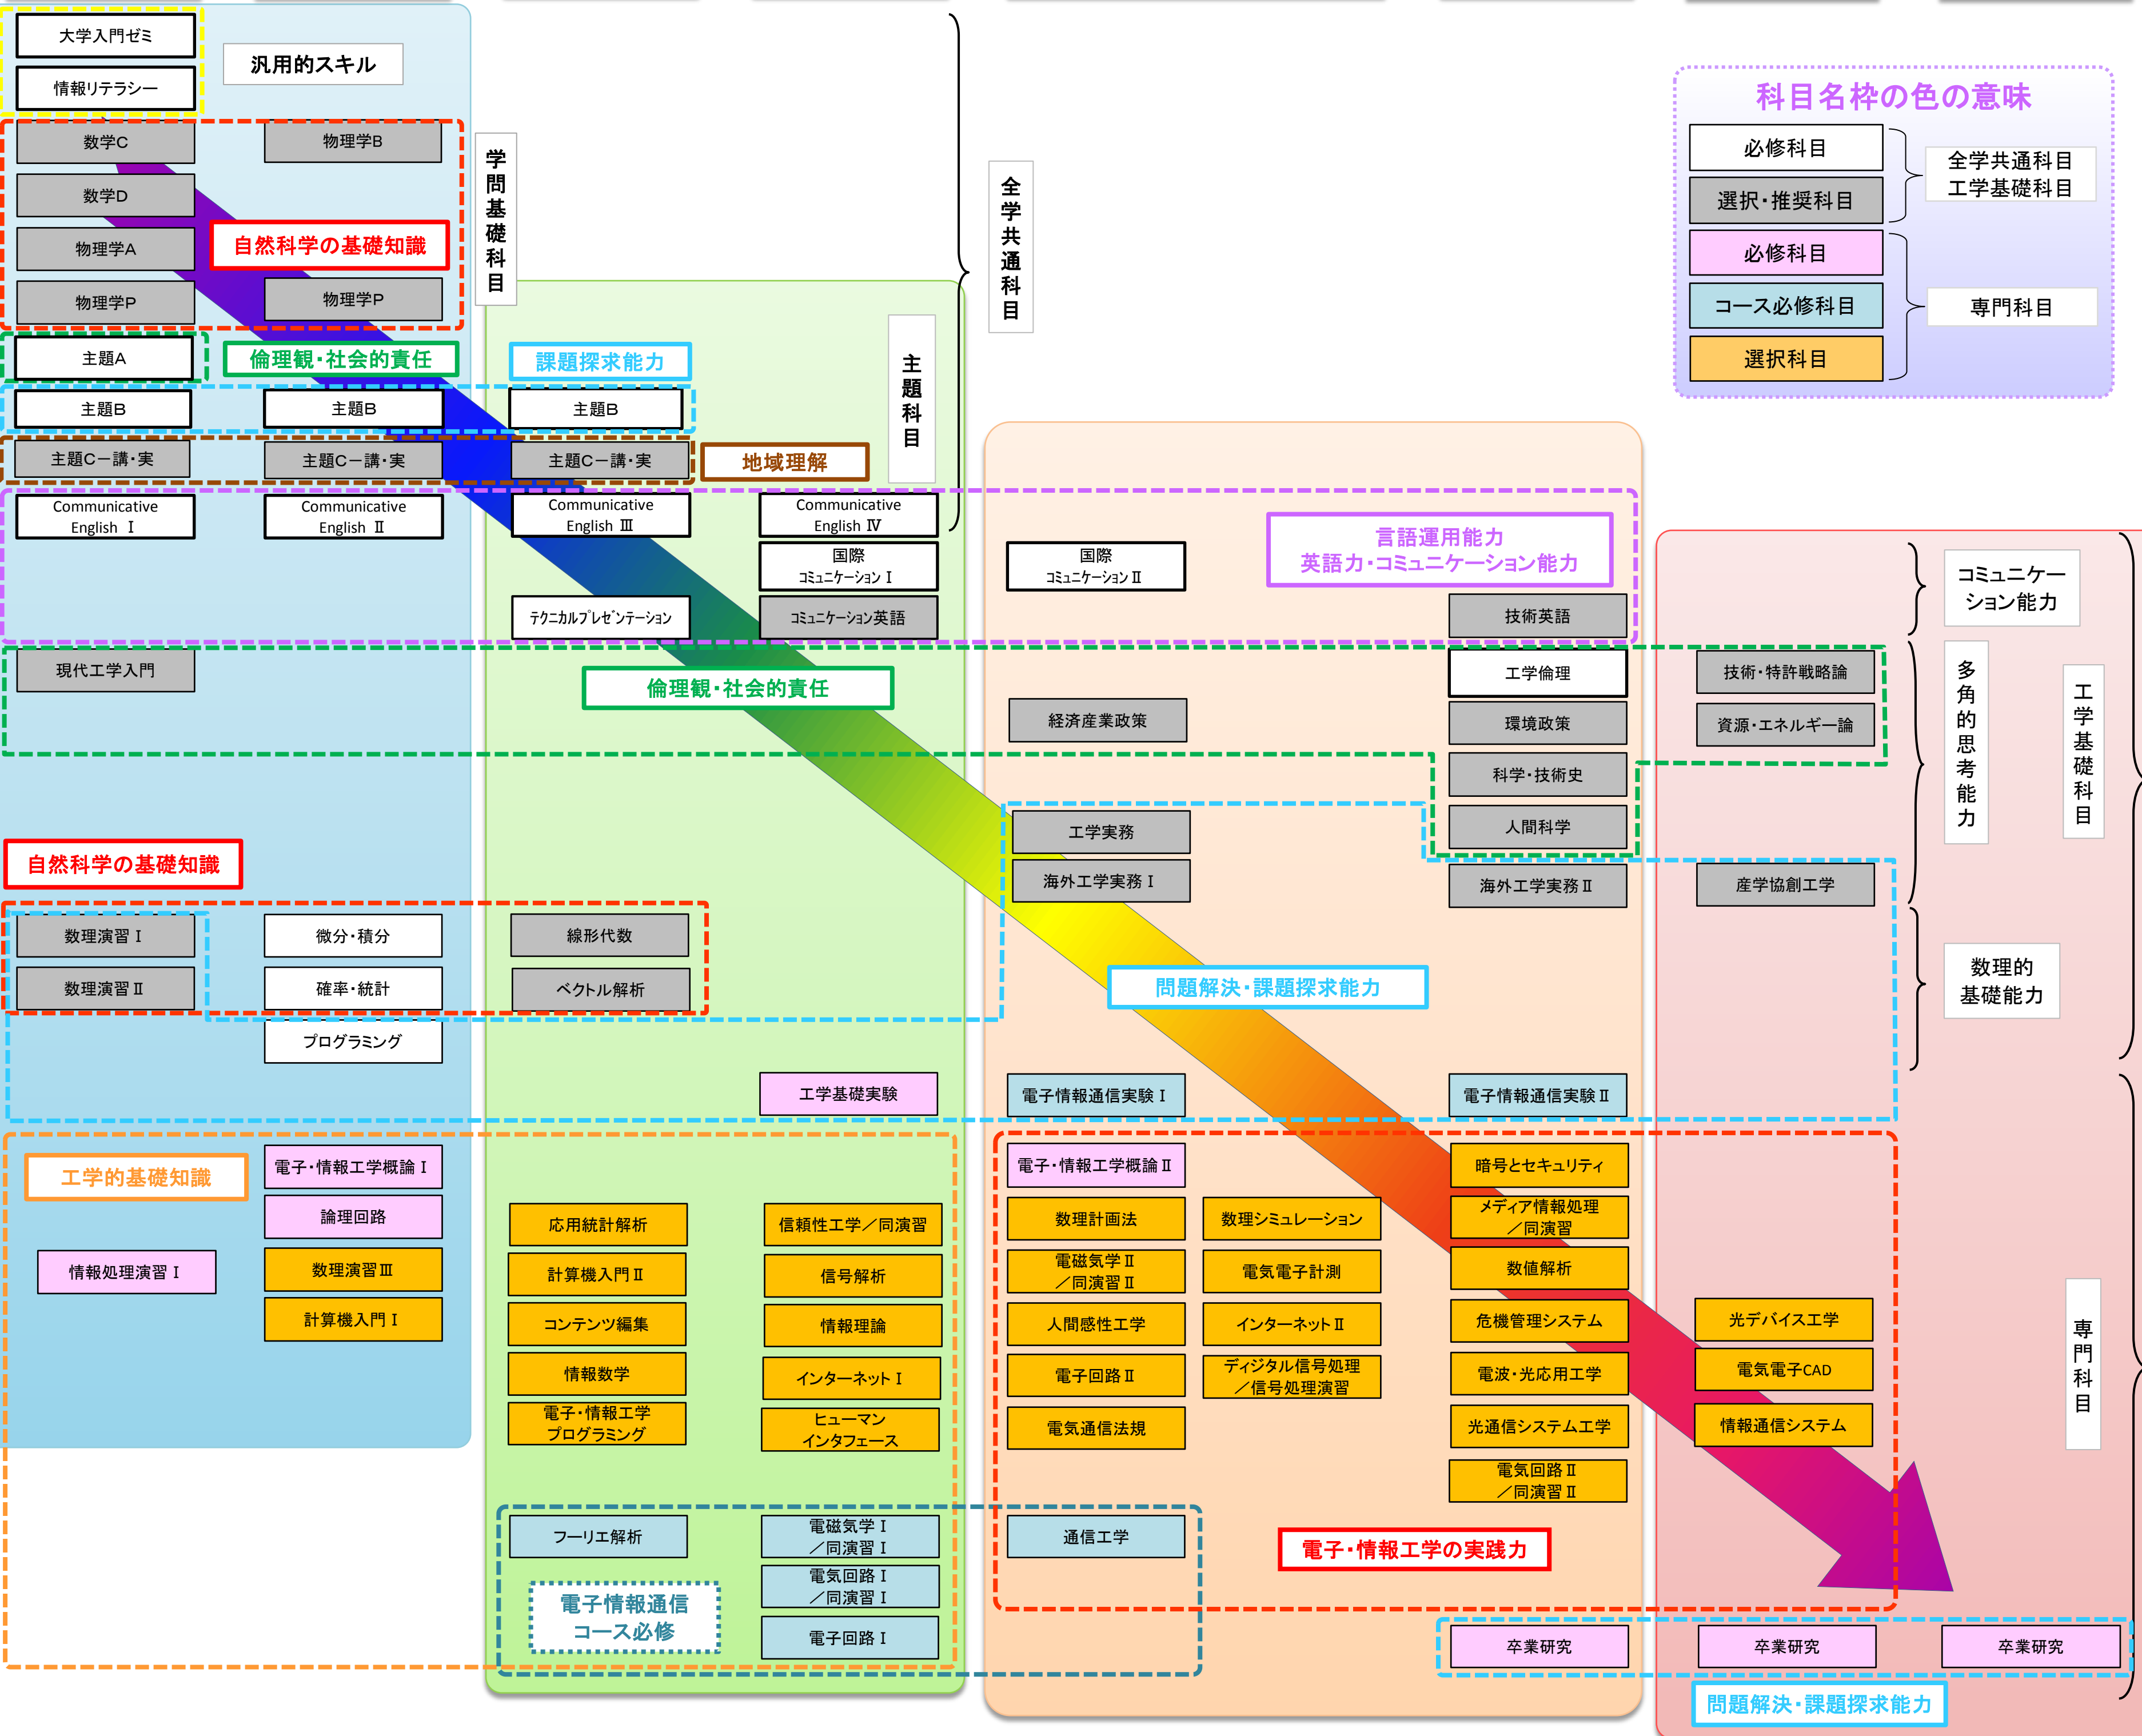 大学入門ゼミ
情報リテラシー
汎用的スキル
数学C
物理学B
数学D
物理学A
自然科学の基礎知識
物理学P
物理学P
学問基礎科目
主題A
倫理観・社会的責任
課題探求能力
主題B
主題B
主題B
主題C－講・実
主題C－講・実
主題C－講・実
地域理解
主題科目
全学共通科目
科目名枠の色の意味
必修科目
選択・推奨科目
全学共通科目
工学基礎科目
必修科目
コース必修科目
選択科目
専門科目
Communicative
English Ⅰ
Communicative
English Ⅱ
Communicative
English Ⅲ
Communicative
English Ⅳ
国際
コミュニケーションⅠ
国際
コミュニケーションⅡ
言語運用能力
英語力・コミュニケーション能力
テクニカルプレゼンテーション
コミュニケーション英語
技術英語
コミュニケー
ション能力
現代工学入門
倫理観・社会的責任
経済産業政策
工学倫理
環境政策
科学・技術史
人間科学
技術・特許戦略論
資源・エネルギー論
多角的思考能力
工学基礎科目
工学実務
海外工学実務Ⅰ
海外工学実務Ⅱ
産学協創工学
自然科学の基礎知識
数理演習Ⅰ
微分・積分
線形代数
数理演習Ⅱ
確率・統計
ベクトル解析
プログラミング
問題解決・課題探求能力
数理的
基礎能力
工学基礎実験
電子情報通信実験Ⅰ
電子情報通信実験Ⅱ
工学的基礎知識
電子・情報工学概論Ⅰ
論理回路
情報処理演習Ⅰ
数理演習Ⅲ
計算機入門Ⅰ
応用統計解析
計算機入門Ⅱ
コンテンツ編集
情報数学
電子・情報工学
プログラミング
信頼性工学／同演習
信号解析
情報理論
インターネットⅠ
ヒューマン
インタフェース
電子・情報工学概論Ⅱ
数理計画法
電磁気学Ⅱ
／同演習Ⅱ
人間感性工学
電子回路Ⅱ
電気通信法規
数理シミュレーション
電気電子計測
インターネットⅡ
ディジタル信号処理
／信号処理演習
暗号とセキュリティ
メディア情報処理
／同演習
数値解析
危機管理システム
電波・光応用工学
光通信システム工学
電気回路Ⅱ
／同演習Ⅱ
光デバイス工学
電気電子CAD
情報通信システム
専門科目
フーリエ解析
電磁気学Ⅰ
／同演習Ⅰ
電気回路Ⅰ
／同演習Ⅰ
電子回路Ⅰ
電子情報通信
コース必修
通信工学
電子・情報工学の実践力
卒業研究
卒業研究
卒業研究
問題解決・課題探求能力